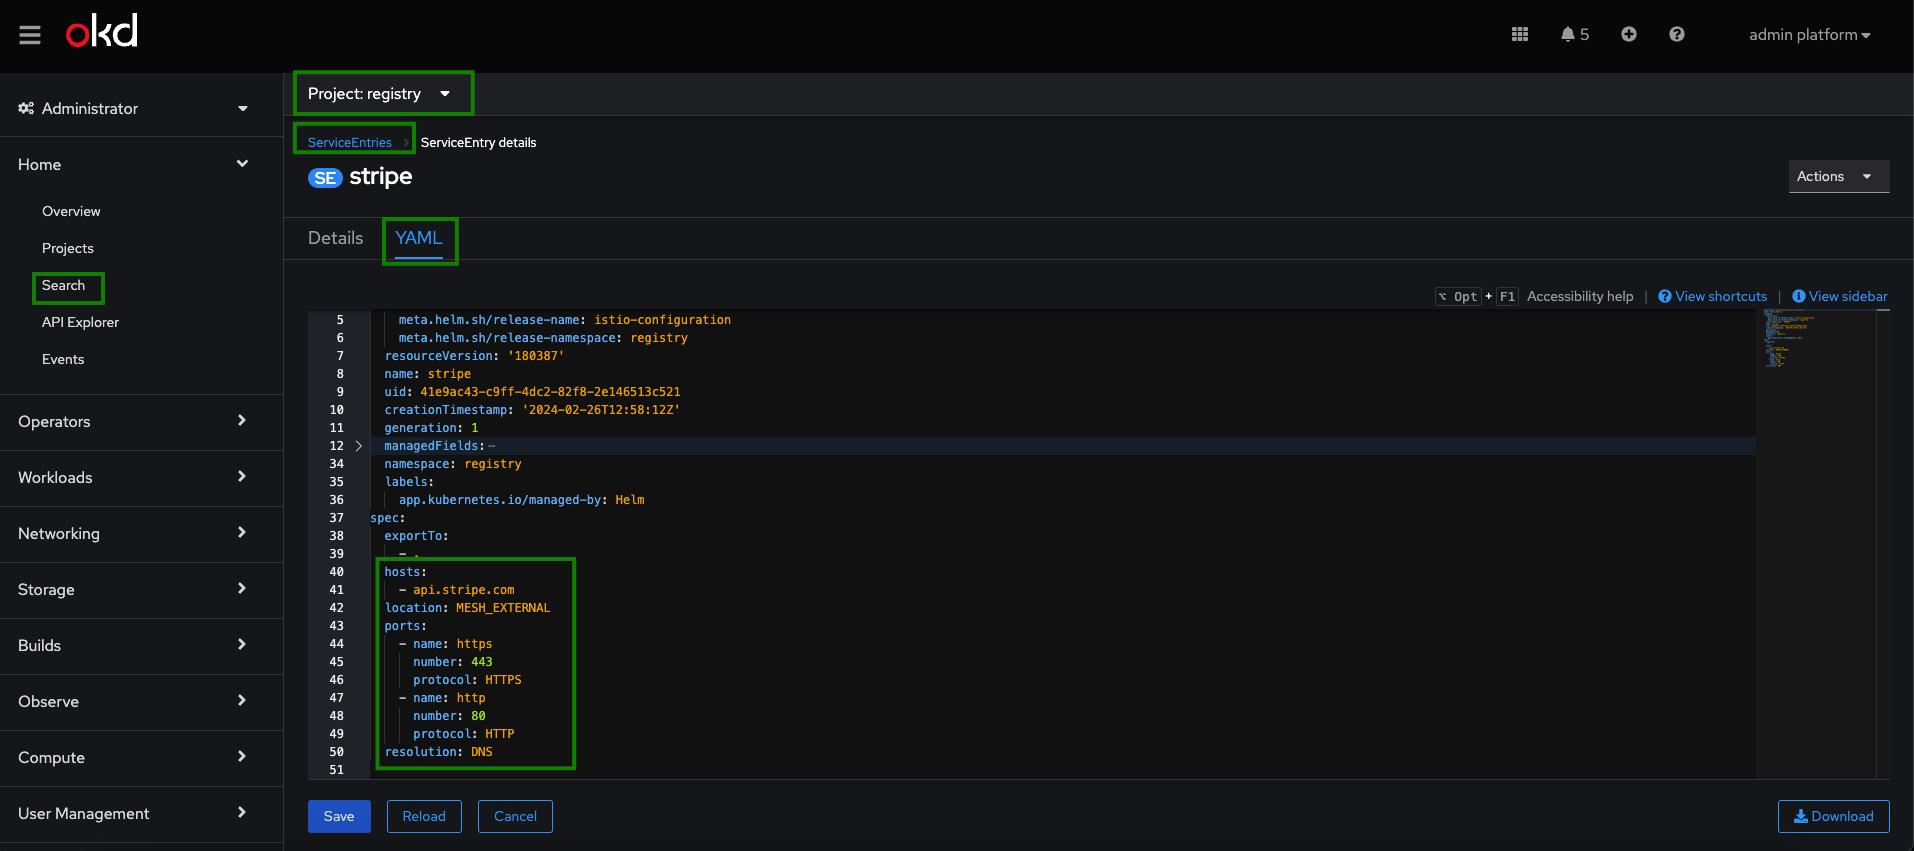 okd
5
admin platform
Administrator
Home
Overview
Projects
Search
API Explorer
Events
Operators
Workloads
Networking
Storage
Builds
Observe
Compute
User Management
Project: registry
ServiceEntries
ServiceEntry details
SE stripe
Actions
Details
YAML
⌥ Opt + F1 Accessibility help | View shortcuts | View sidebar
5 meta.helm.sh/release-name: istio-configuration
6 meta.helm.sh/release-namespace: registry
7 resourceVersion: '180387'
8 name: stripe
9 uid: 41e9ac43-c9ff-4dc2-82f8-2e146513c521
10 creationTimestamp: '2024-02-26T12:58:12Z'
11 generation: 1
12 managedFields:⋯
34 namespace: registry
35 labels:
36 app.kubernetes.io/managed-by: Helm
37 spec:
38 exportTo:
39 - .
40 hosts:
41 - api.stripe.com
42 location: MESH_EXTERNAL
43 ports:
44 - name: https
45 number: 443
46 protocol: HTTPS
47 - name: http
48 number: 80
49 protocol: HTTP
50 resolution: DNS
51
Save
Reload
Cancel
Download